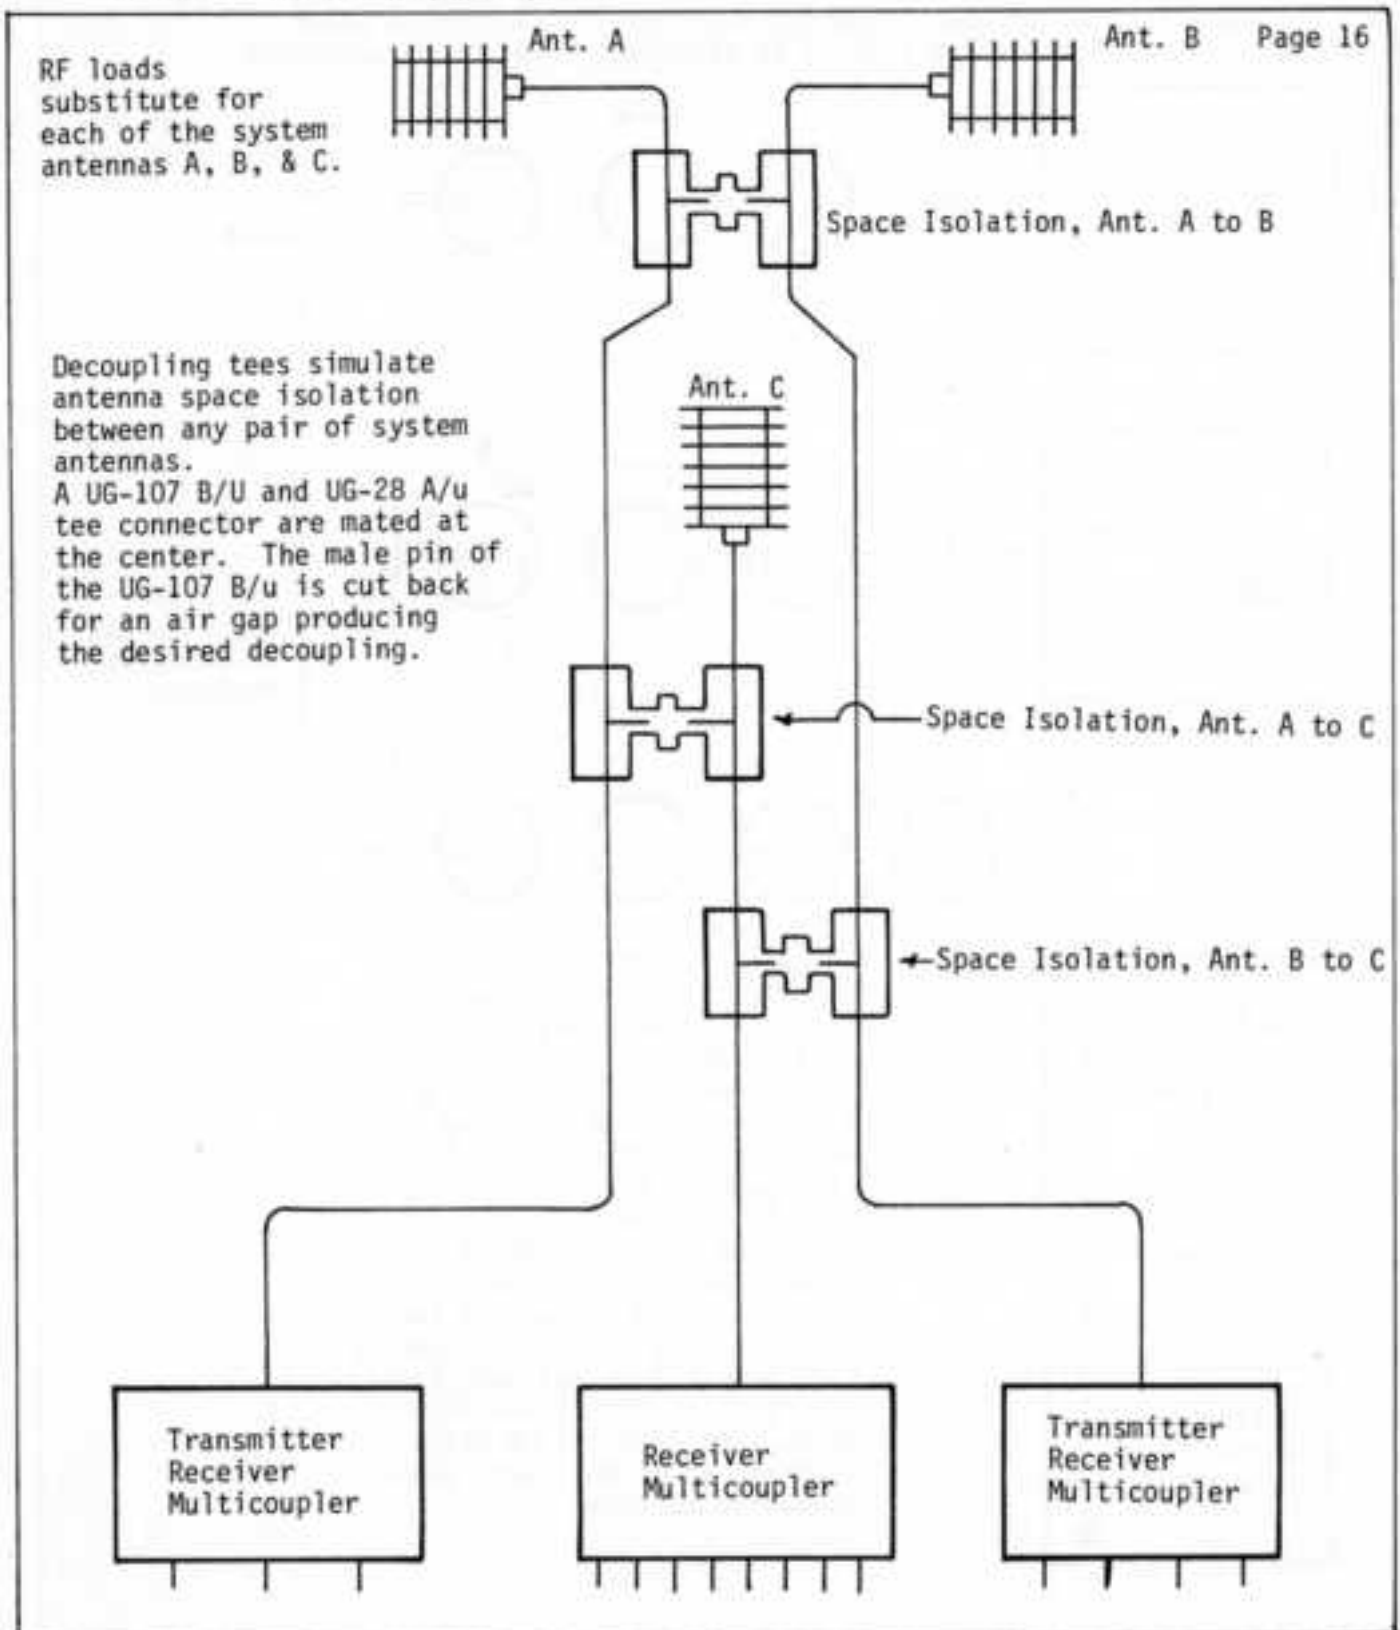 Page 16
Ant. A
Ant. B
RF loads
substitute for
each of the system
antennas A, B, & C.
Space Isolation, Ant. A to B
Decoupling tees simulate
antenna space isolation
between any pair of system
antennas.
A UG-107 B/U and UG-28 A/u
tee connector are mated at
the center. The male pin of
the UG-107 B/u is cut back
for an air gap producing
the desired decoupling.
Ant. C
Space Isolation, Ant. A to C
Space Isolation, Ant. B to C
Transmitter
Receiver
Multicoupler
Receiver
Multicoupler
Transmitter
Receiver
Multicoupler